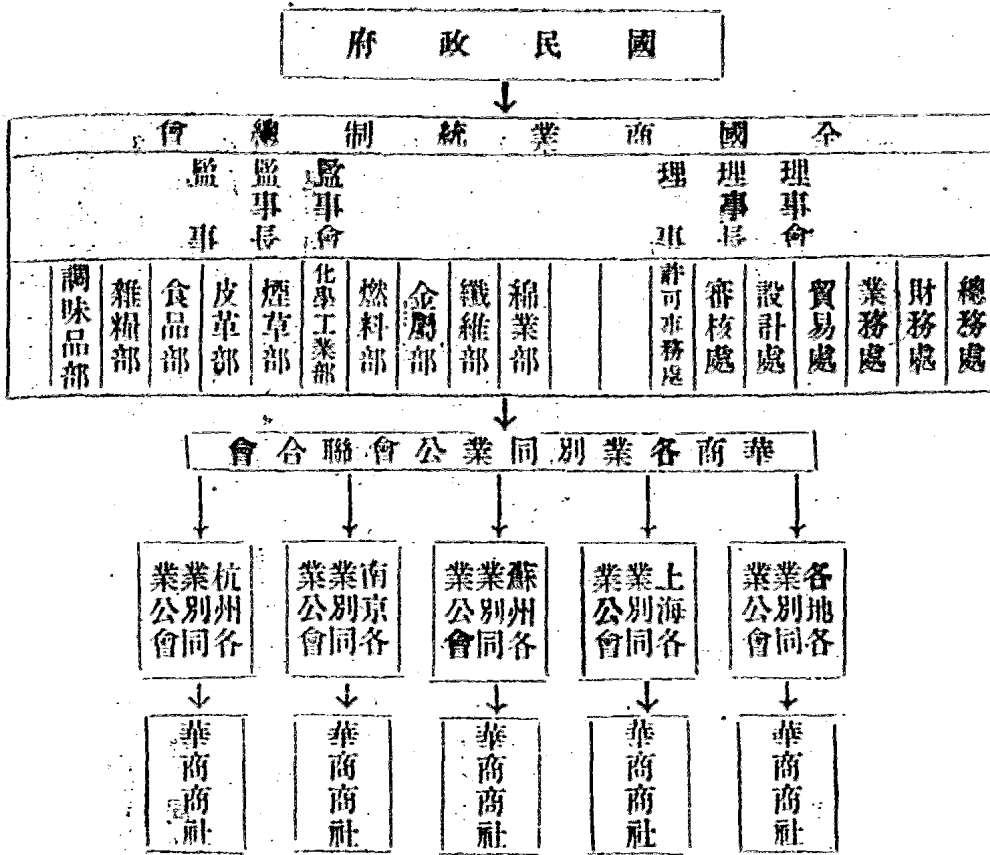 國民政府
全國商業統制總會
理事會
理事長
理事
監事會
監事長
監事
總務處
財務處
業務處
貿易處
設計處
審核處
許可事務處
綿業部
纖維部
金屬部
燃料部
化學工業部
煙草部
皮革部
食品部
雜糧部
調味品部
華商各業別同業公會聯合會
各地各
業別同
業公會
上海各
業別同
業公會
蘇州各
業別同
業公會
南京各
業別同
業公會
杭州各
業別同
業公會
華商商社
華商商社
華商商社
華商商社
華商商社